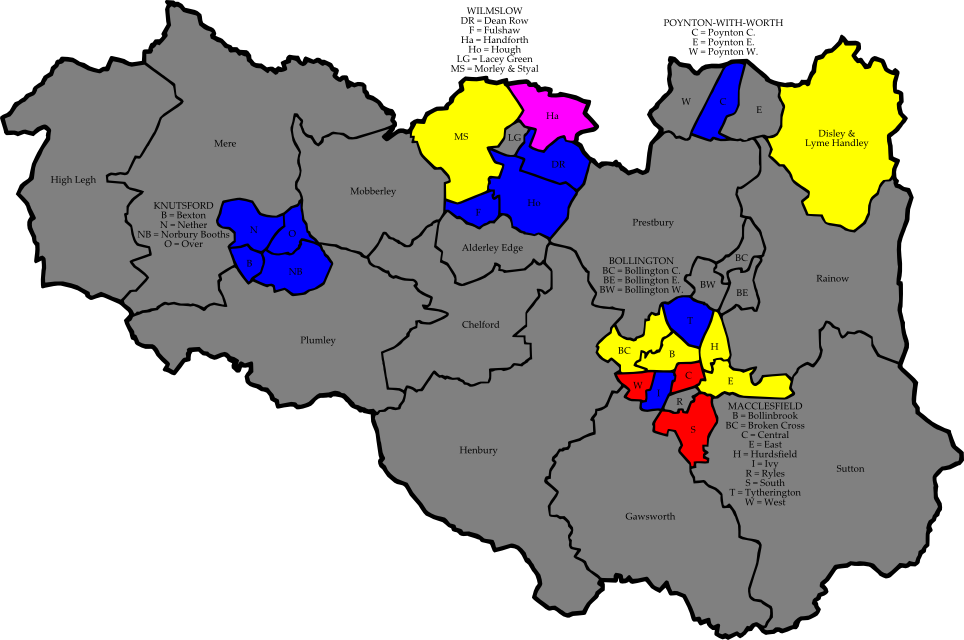 WILMSLOW
DR = Dean Row
F = Fulshaw
Ha = Handforth
Ho = Hough
LG = Lacey Green
MS = Morley & Styal
POYNTON-WITH-WORTH
C = Poynton C.
E = Poynton E.
W = Poynton W.
W
C
E
MS
Ha
LG
DR
Disley &
Lyme Handley
Mere
High Legh
Mobberley
KNUTSFORD
B = Bexton
N = Nether
NB = Norbury Booths
O = Over
N
O
B
NB
F
Ho
Alderley Edge
Prestbury
BOLLINGTON
BC = Bollington C.
BE = Bollington E.
BW = Bollington W.
BC
BW
BE
Rainow
Plumley
Chelford
T
BC
B
H
W
I
C
E
R
S
MACCLESFIELD
B = Bollinbrook
BC = Broken Cross
C = Central
E = East
H = Hurdsfield
I = Ivy
R = Ryles
S = South
T = Tytherington
W = West
Henbury
Sutton
Gawsworth